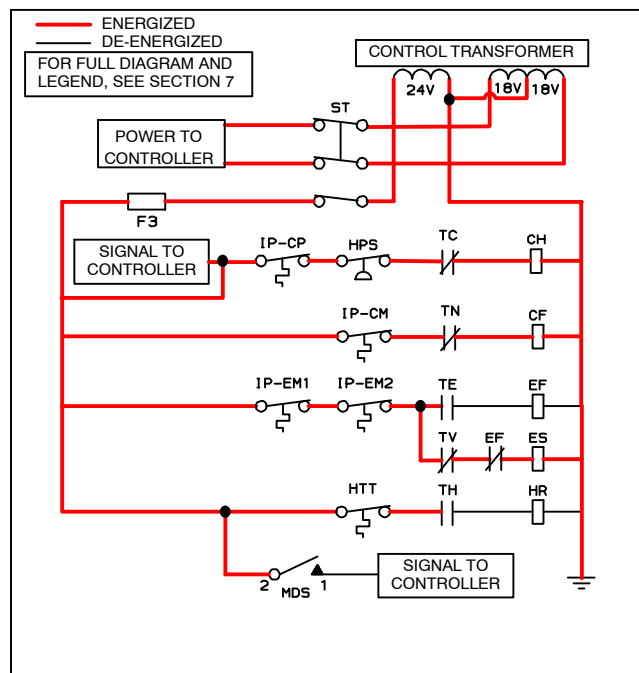 ENERGIZED
DE-ENERGIZED
FOR FULL DIAGRAM AND
LEGEND, SEE SECTION 7
CONTROL TRANSFORMER
24V
18V
18V
ST
POWER TO
CONTROLLER
F3
SIGNAL TO
CONTROLLER
IP-CP
HPS
TC
CH
IP-CM
TN
CF
IP-EM1
IP-EM2
TE
EF
TV
EF
ES
HTT
TH
HR
2
MDS
1
SIGNAL TO
CONTROLLER